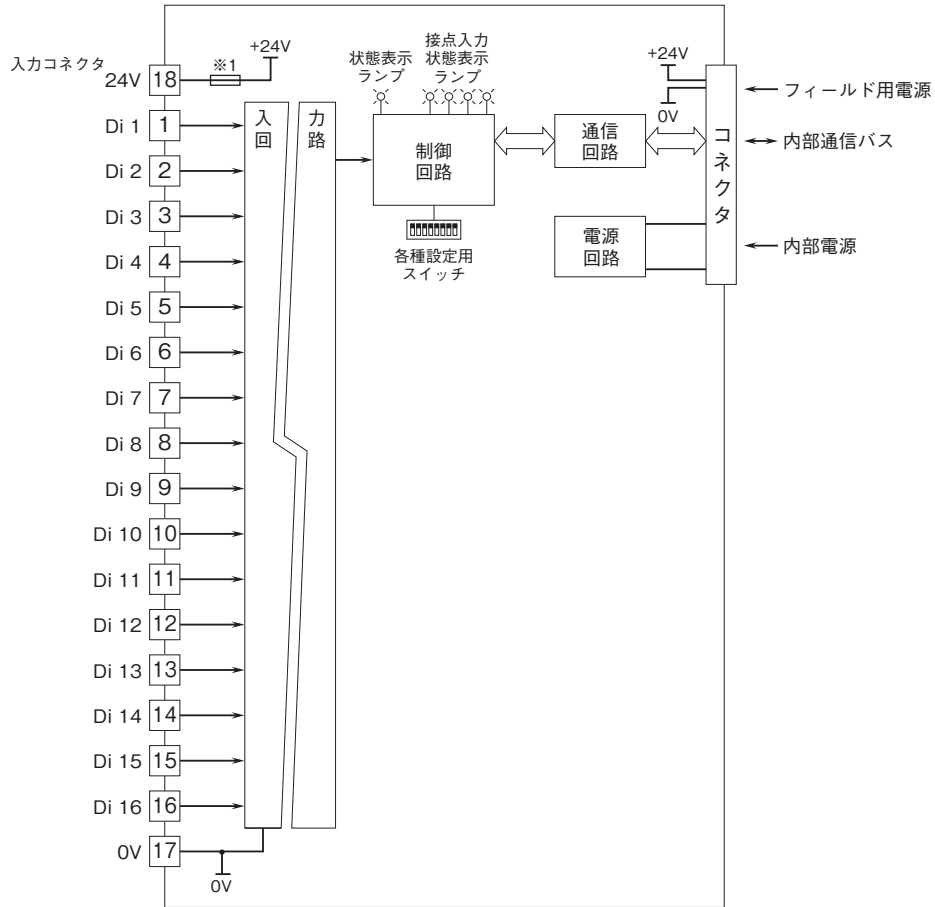 入力コネクタ
24V 18 ※1 +24V
Di 1 1
Di 2 2
Di 3 3
Di 4 4
Di 5 5
Di 6 6
Di 7 7
Di 8 8
Di 9 9
Di 10 10
Di 11 11
Di 12 12
Di 13 13
Di 14 14
Di 15 15
Di 16 16
0V 17
0V
入力
回路
状態表示
ランプ
接点入力
状態表示
ランプ
制御
回路
各種設定用
スイッチ
通信
回路
電源
回路
+24V
0V
コネクタ
フィールド用電源
内部通信バス
内部電源